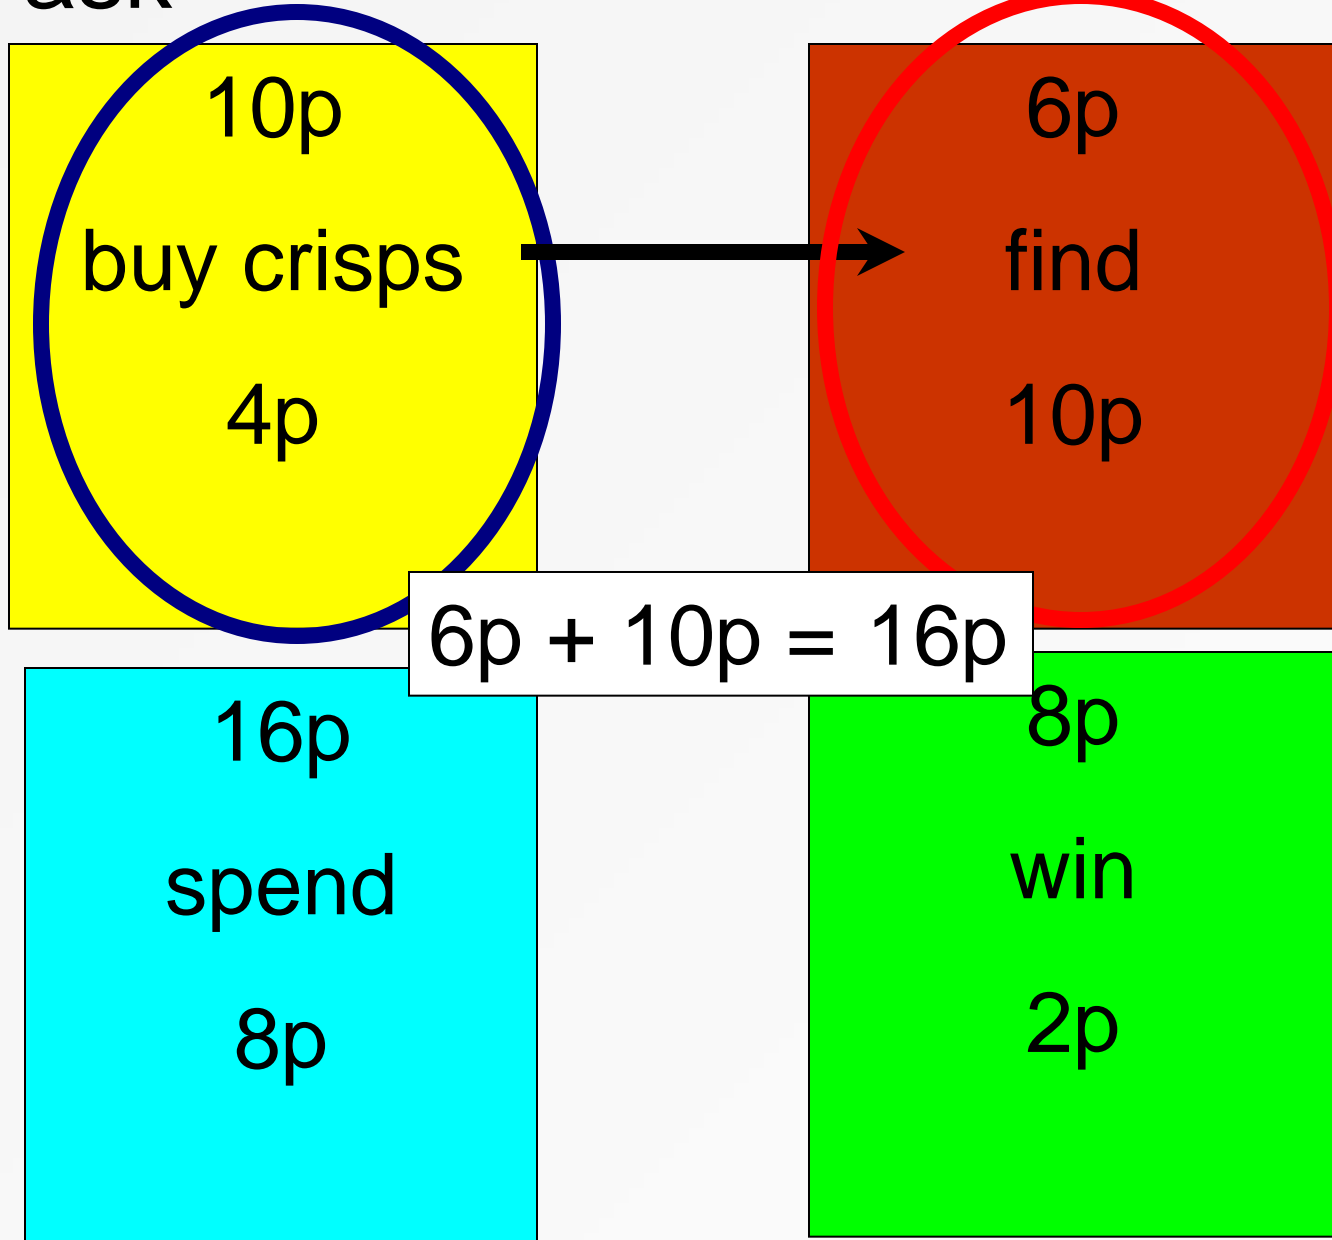 10p
buy crisps
4p
6p
find
10p
6p + 10p = 16p
16p
spend
8p
8p
win
2p